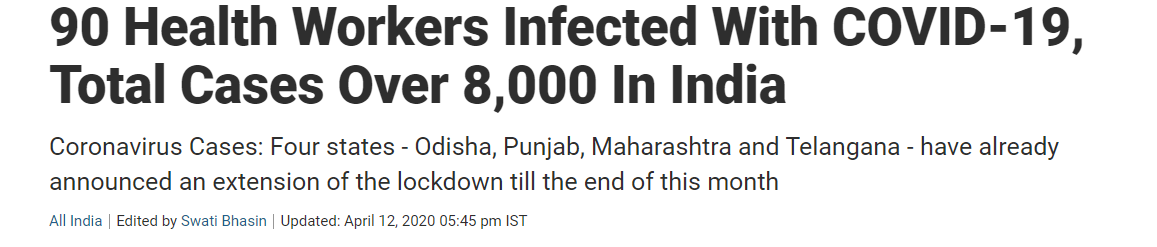 90 Health Workers Infected With COVID-19,
Total Cases Over 8,000 In India
Coronavirus Cases: Four states - Odisha, Punjab, Maharashtra and Telangana - have already
announced an extension of the lockdown till the end of this month
All India | Edited by Swati Bhasin | Updated: April 12, 2020 05:45 pm IST